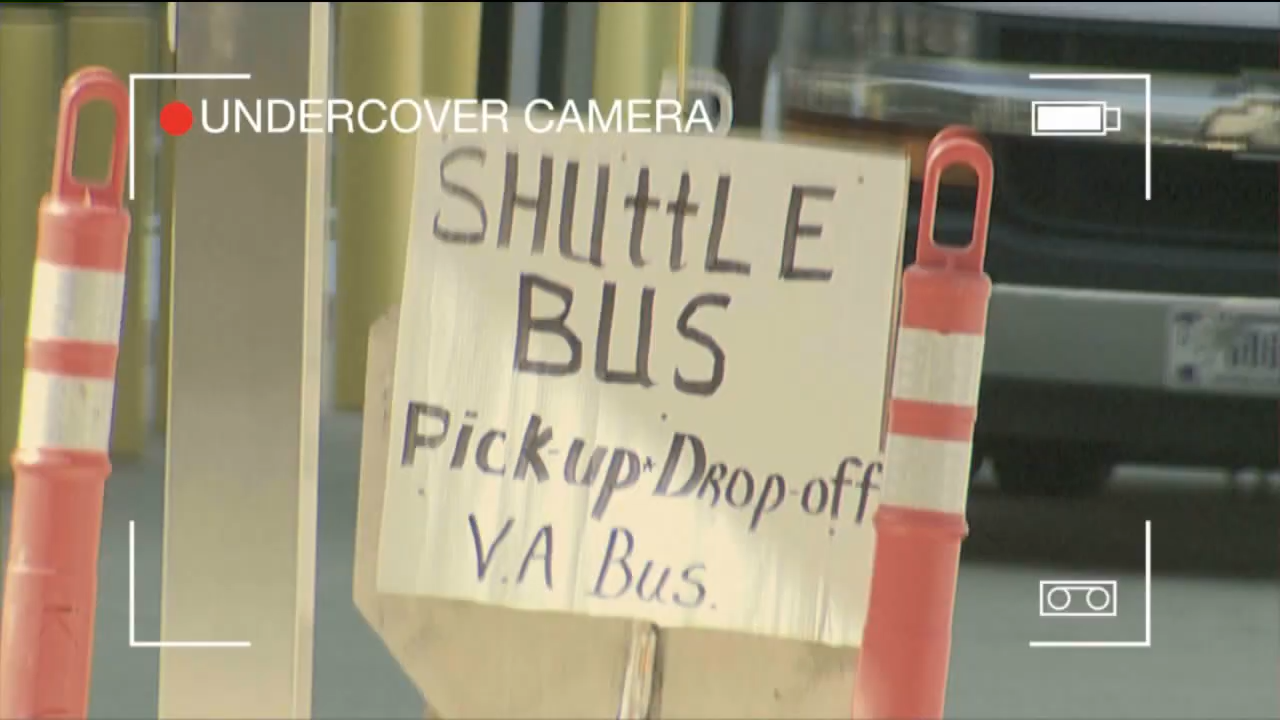 UNDERCOVER CAMERA
SHUttLE
BUS
Pick-up*Drop-off
V.A Bus.